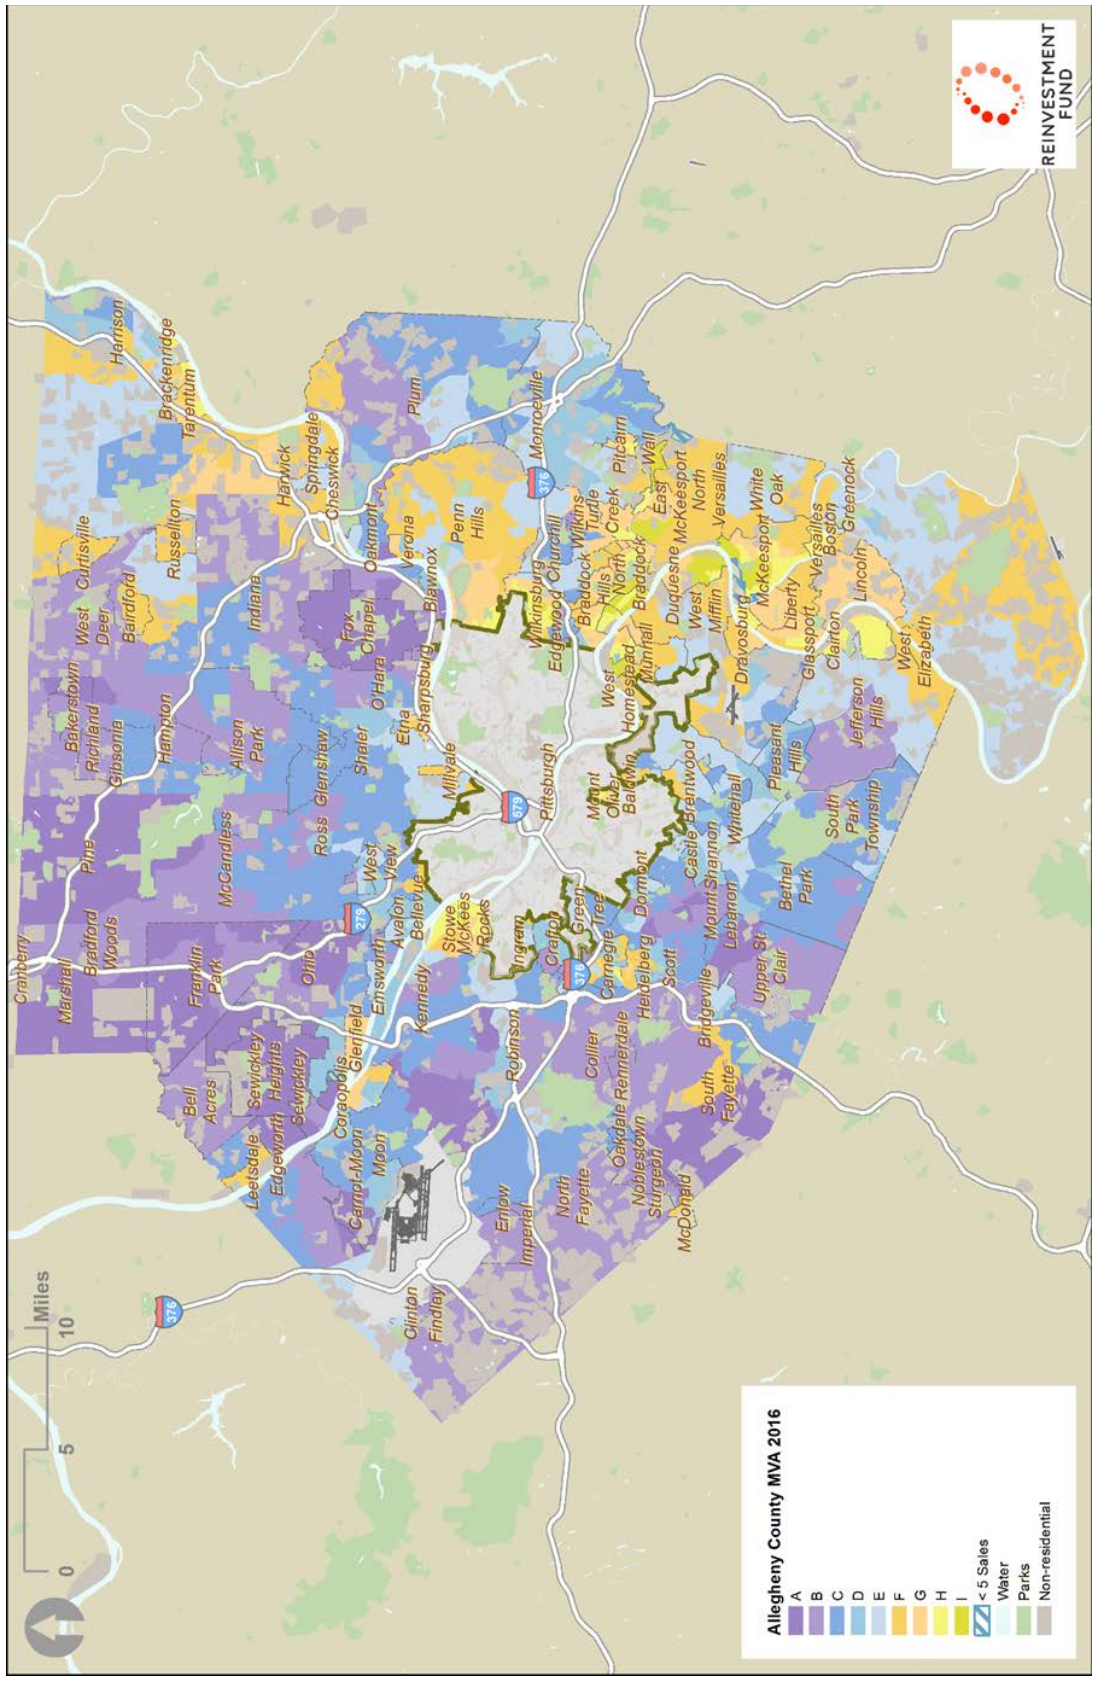 0 5 10
Miles
376
Cranberry
Marshall
Bradford
Woods
Pine
Bakerstown
Richland
Gibsonia
West
Deer
Curtisville
Bairdford
Russellton
Harrison
Brackenridge
Tarentum
Bell
Acres
Franklin
Park
McCandless
Hampton
Allison
Park
Indiana
Harwick
Springdale
Cheswick
Leetsdale
Edgeworth
Sewickley
Heights
Sewickley
Ohio
279
Ross
Glenshaw
Shaler
Fox
Chapel
O'Hara
Oakmont
Plum
Carnot-Moon
Moon
Coraopolis
Glenfield
Emsworth
Avalon
Bellevue
West
View
Millvale
Etna
Sharpsburg
Blawnox
Verona
Penn
Hills
Clinton
Findlay
Kennedy
Stowe
McKees
Rocks
579
Pittsburgh
Wilkinsburg
Edgewood
Churchill
376
Monroeville
Enlow
Imperial
Robinson
Ingram
Crafton
Green
Tree
376
Mount
Oliver
Baldwin
West
Homestead
Munhall
Braddock
Hills
North
Braddock
Wilkins
Turtle
Creek
Pitcairn
Wall
East
McKeesport
North
Versailles
North
Fayette
Collier
Rennerdale
Oakdale
Noblestown
Sturgeon
McDonald
Carnegie
Heidelberg
Scott
Dormont
Castle
Brentwood
Mount
Lebanon
Shannon
Whitehall
Duquesne
West
Mifflin
Dravosburg
McKeesport
White
Oak
Liberty
Glassport
Versailles
Boston
Greenock
Lincoln
Clairton
West
Elizabeth
South
Fayette
Bridgeville
Upper St.
Clair
Bethel
Park
Pleasant
Hills
Jefferson
Hills
South
Park
Township
Allegheny County MVA 2016
A
B
C
D
E
F
G
H
I
< 5 Sales
Water
Parks
Non-residential
REINVESTMENT
FUND